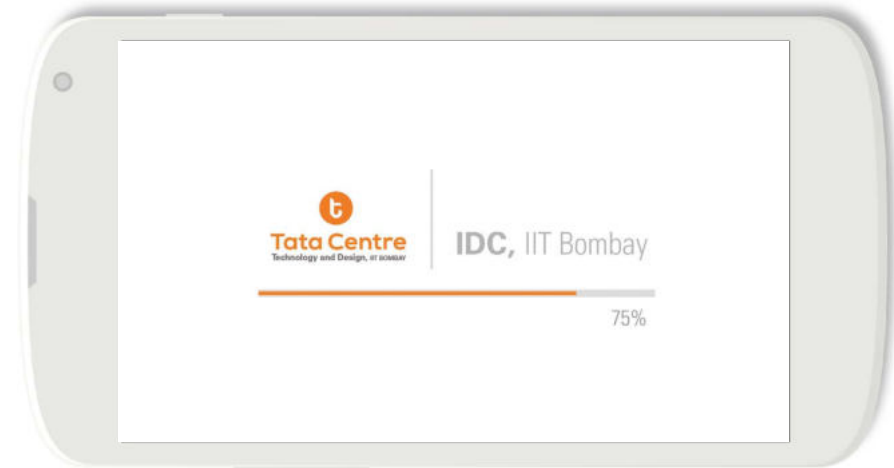 t
Tata Centre
Technology and Design, IIT BOMBAY
IDC, IIT Bombay
75%